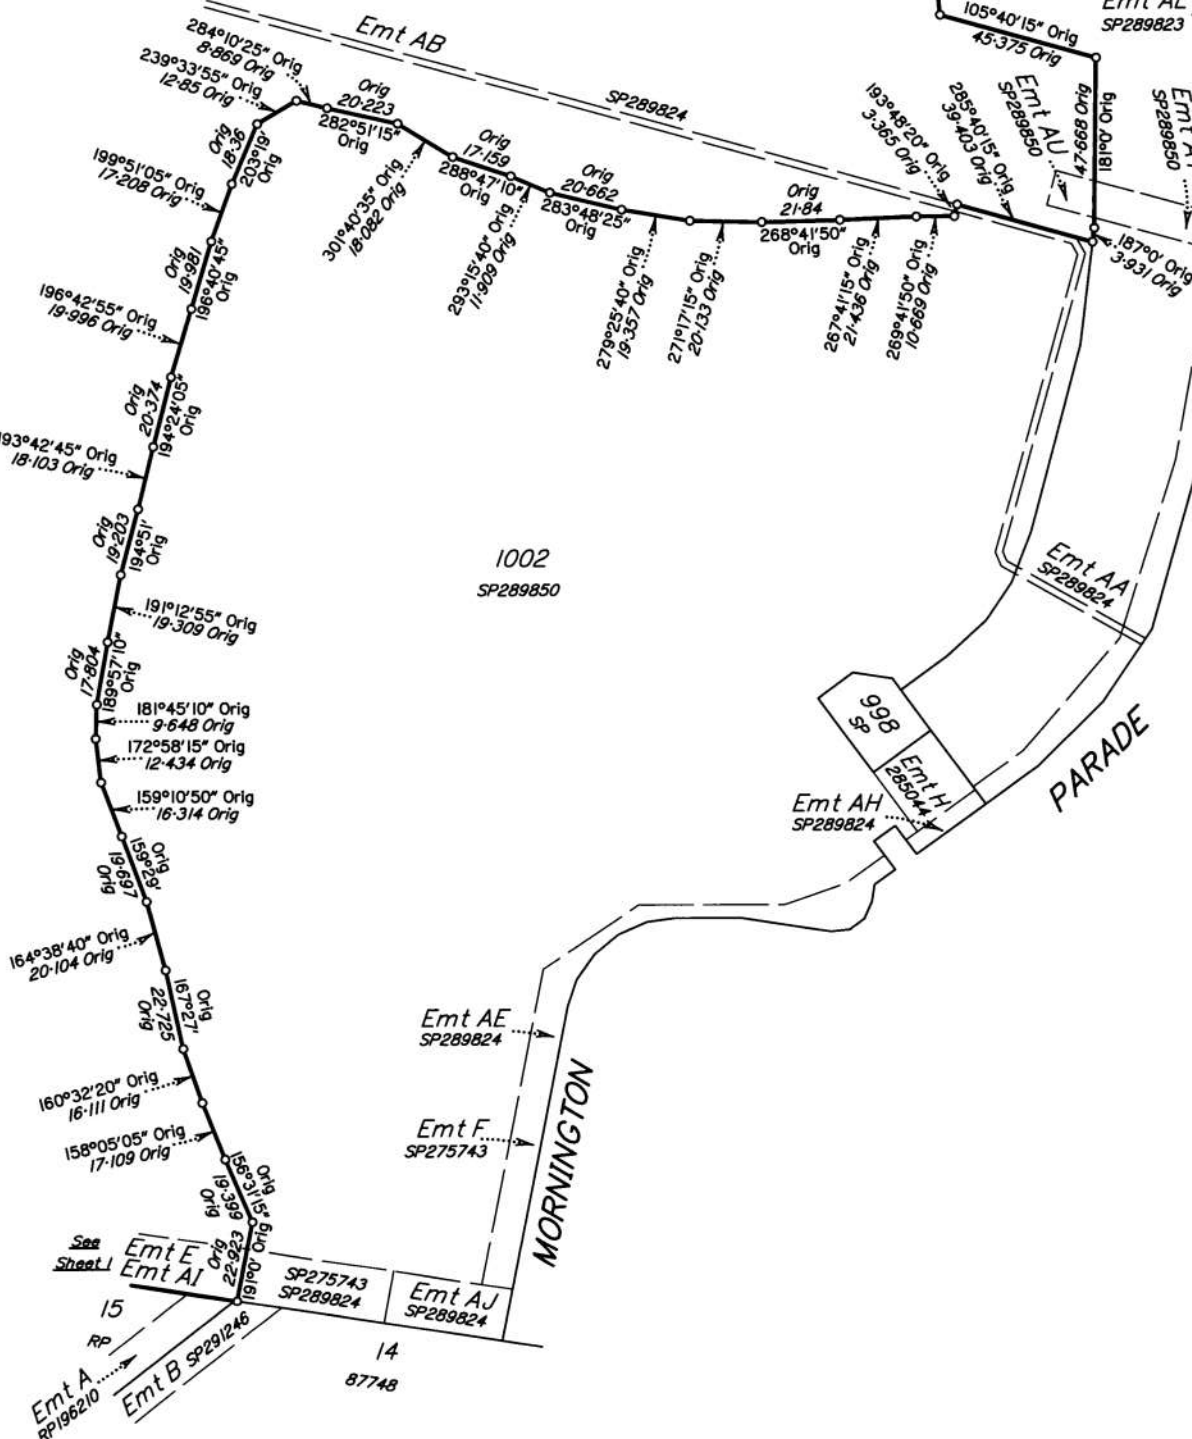 105°40'15" Orig
45·375 Orig
SP289823
Emt AB
SP289824
284°10'25" Orig
8·869 Orig
239°33'55" Orig
12·85 Orig
Orig
20·223
282°51'15"
Orig
Orig
18·36
203°19'
Orig
199°51'05" Orig
17·208 Orig
301°40'35" Orig
18·082 Orig
Orig
17·159
288°47'10"
Orig
293°15'40" Orig
11·909 Orig
Orig
20·662
283°48'25"
Orig
279°25'40" Orig
19·357 Orig
271°17'15" Orig
20·133 Orig
Orig
21·84
268°41'50"
Orig
267°41'15" Orig
21·436 Orig
269°41'50" Orig
10·669 Orig
193°48'20" Orig
3·365 Orig
285°40'15" Orig
39·403 Orig
Emt AU
SP289850
47·668 Orig
181°0' Orig
SP289850
187°0' Orig
3·931 Orig
Orig
19·981
196°40'45"
Orig
196°42'55" Orig
19·996 Orig
Orig
20·374
194°24'05"
Orig
193°42'45" Orig
18·103 Orig
Orig
19·203
194°51'
Orig
191°12'55" Orig
19·309 Orig
Orig
17·804
189°57'10"
Orig
181°45'10" Orig
9·648 Orig
172°58'15" Orig
12·434 Orig
159°10'50" Orig
16·314 Orig
Orig
159°29'
19·697
Orig
164°38'40" Orig
20·104 Orig
Orig
167°27'
22·725
Orig
160°32'20" Orig
16·111 Orig
158°05'05" Orig
17·109 Orig
Orig
156°31'15"
19·399
Orig
Orig
22·923
191°0' Orig
1002
SP289850
Emt AA
SP289824
998
SP
Emt H
285044
Emt AH
SP289824
PARADE
Emt AE
SP289824
Emt F
SP275743
MORNINGTON
See
Sheet 1
Emt E
Emt AI
SP275743
SP289824
Emt AJ
SP289824
15
RP
14
87748
Emt A
RP196210
Emt B SP291246